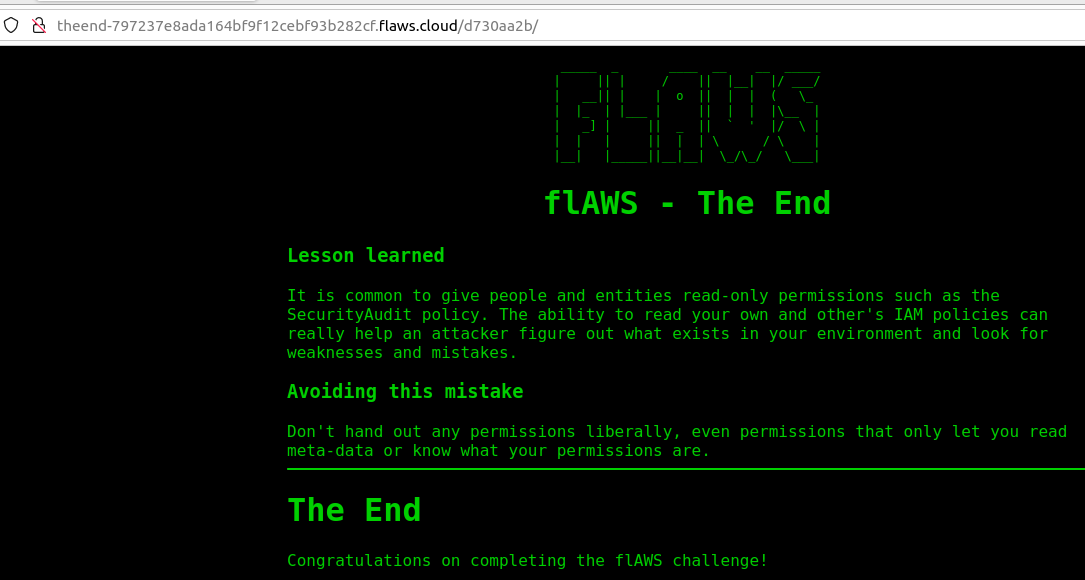 theend-797237e8ada164bf9f12cebf93b282cf.flaws.cloud/d730aa2b/
FLAWS
flAWS - The End
Lesson learned
It is common to give people and entities read-only permissions such as the
SecurityAudit policy. The ability to read your own and other's IAM policies can
really help an attacker figure out what exists in your environment and look for
weaknesses and mistakes.
Avoiding this mistake
Don't hand out any permissions liberally, even permissions that only let you read
meta-data or know what your permissions are.
The End
Congratulations on completing the flAWS challenge!